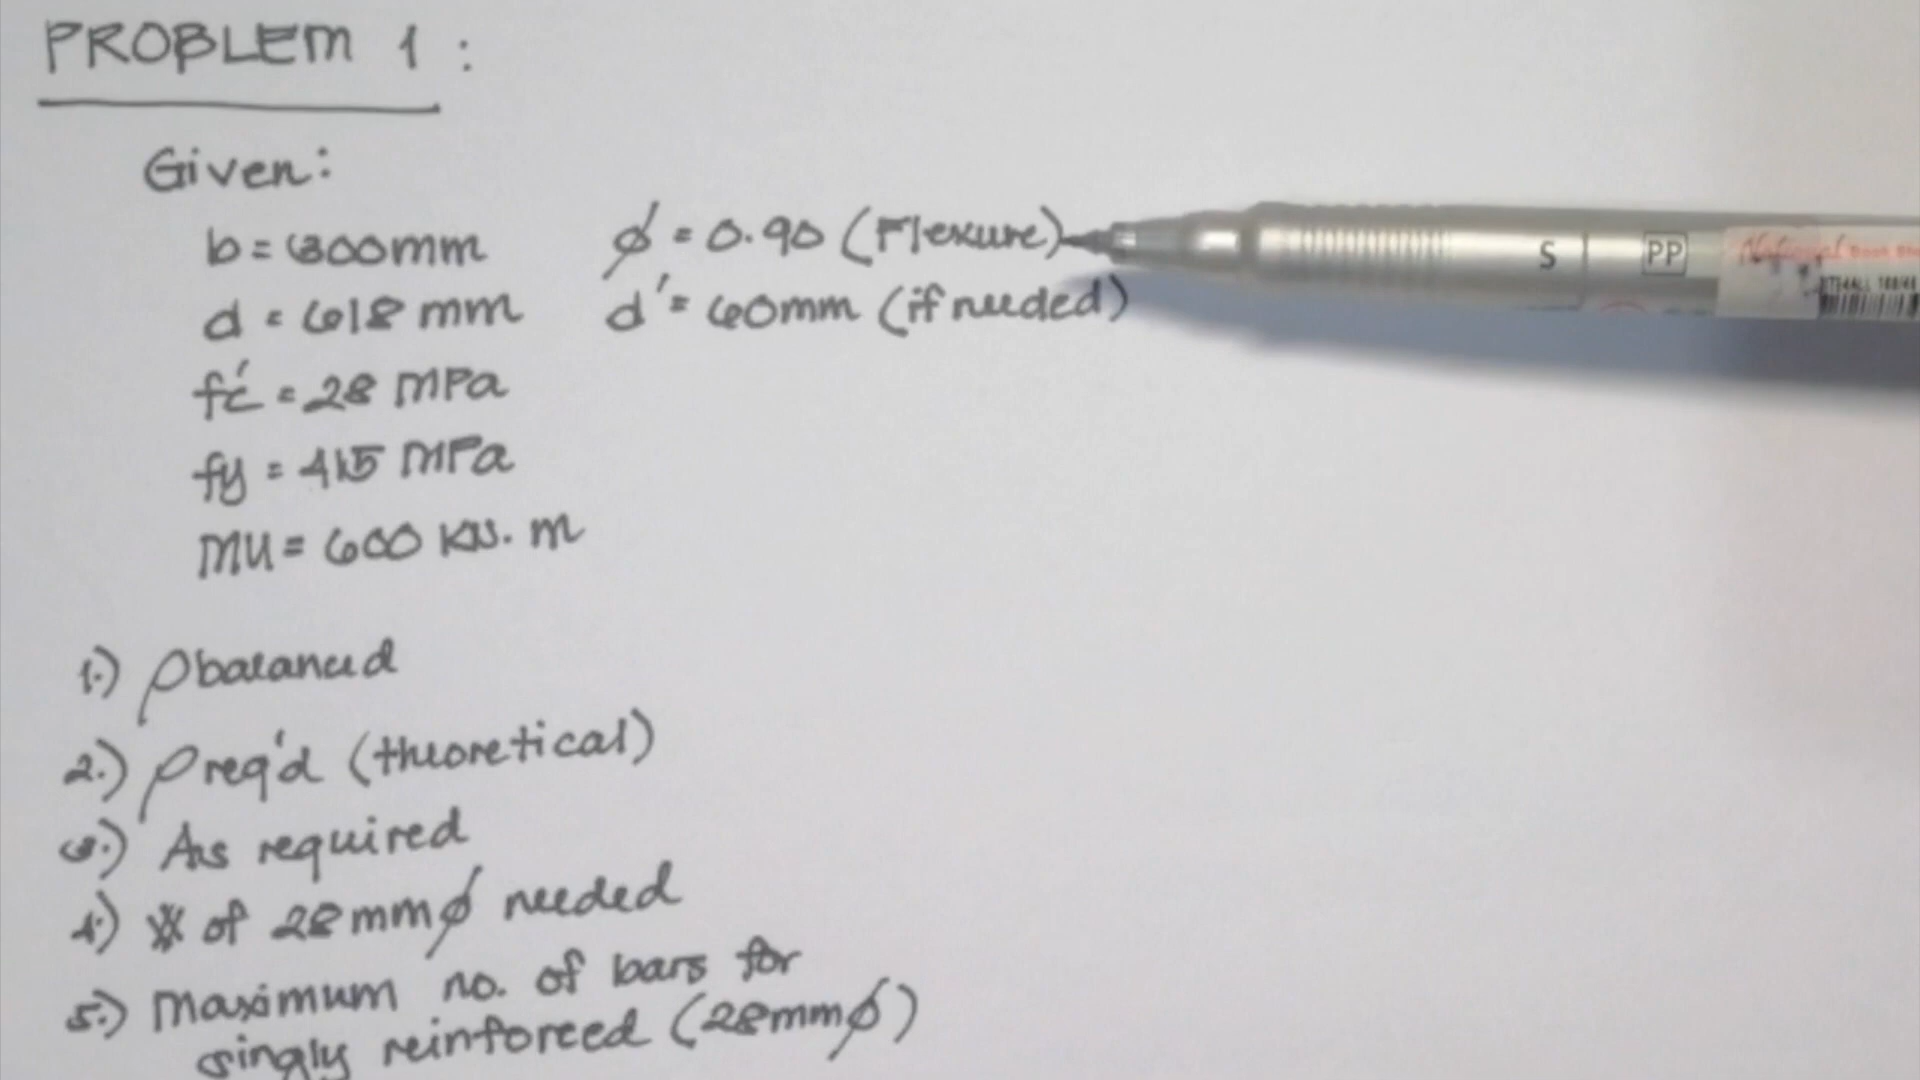 PROBLEM 1 :
Given:
b = 300mm
ϕ = 0.90 (Flexure)
d = 618 mm
d' = 60mm (if needed)
fc' = 28 MPa
fy = 415 MPa
MU = 600 KN. m
1.) ρbalanced
2.) ρreq'd (theoretical)
3.) As required
4.) # of 28mmϕ needed
5.) Maximum no. of bars for
singly reinforced (28mmϕ)
S PP